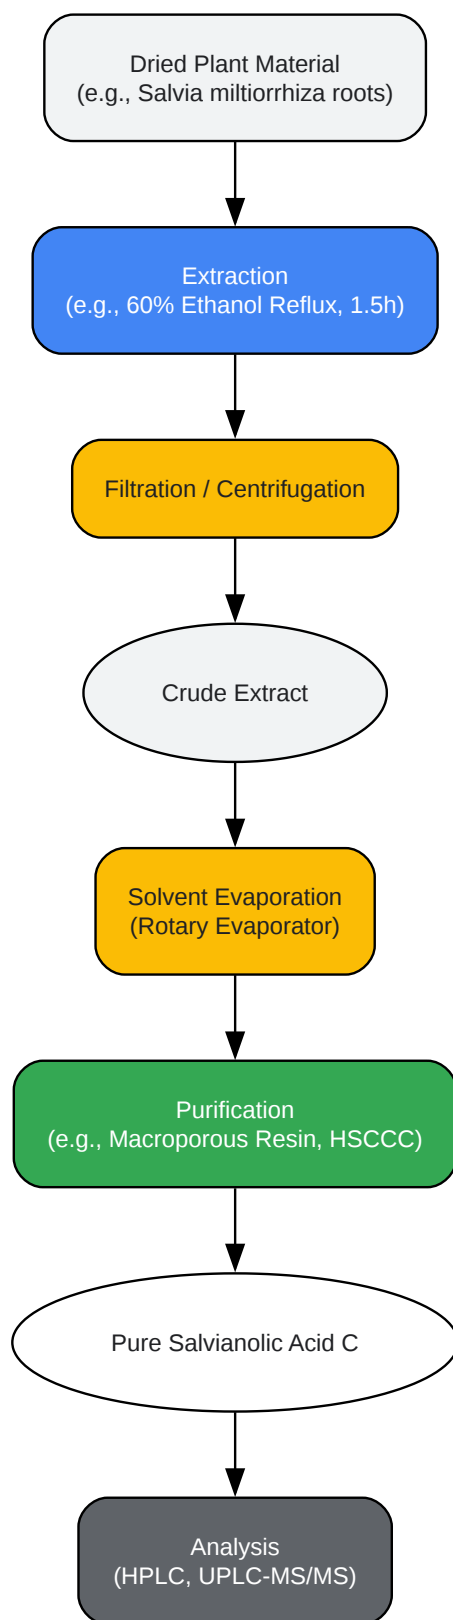 Dried Plant Material
(e.g., Salvia miltiorrhiza roots)
Extraction
(e.g., 60% Ethanol Reflux, 1.5h)
Filtration / Centrifugation
Crude Extract
Solvent Evaporation
(Rotary Evaporator)
Purification
(e.g., Macroporous Resin, HSCCC)
Pure Salvianolic Acid C
Analysis
(HPLC, UPLC-MS/MS)